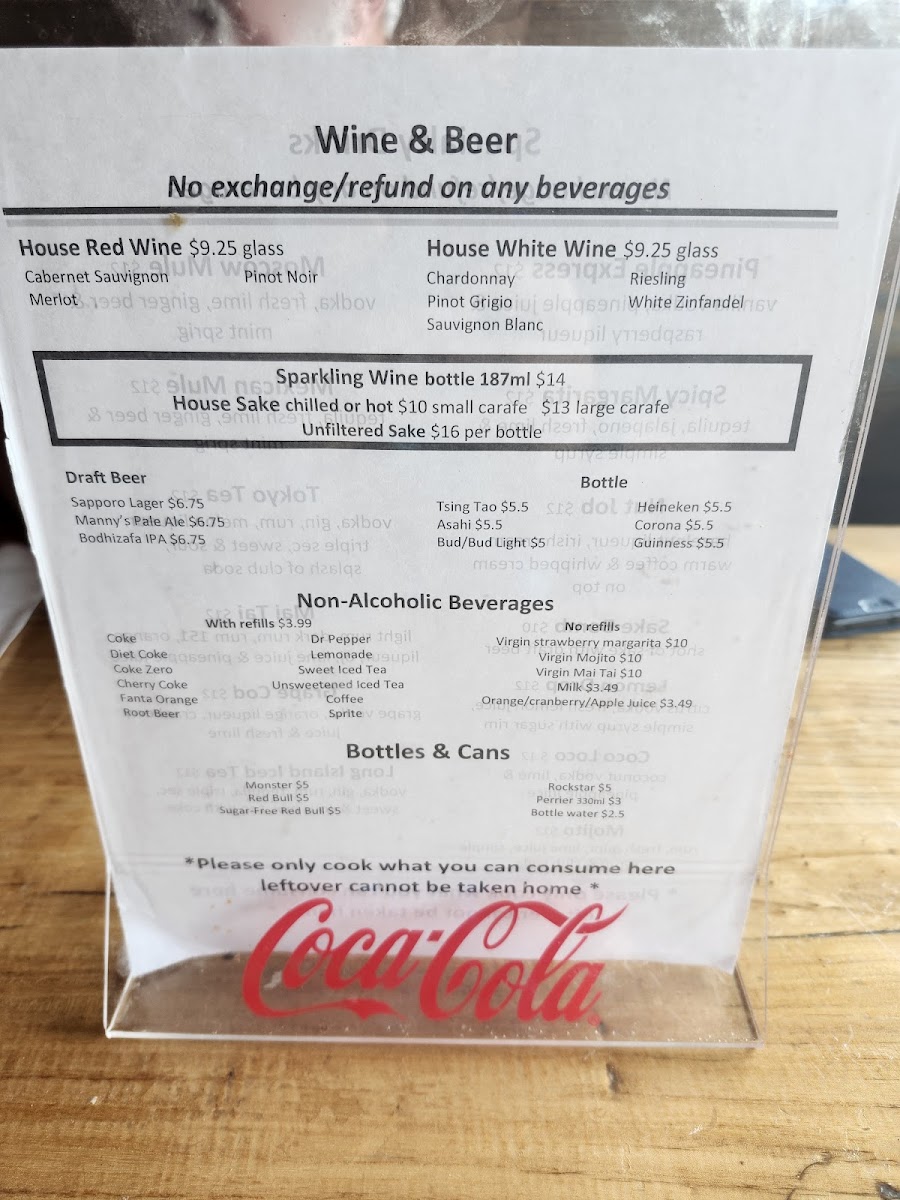 Wine & Beer
No exchange/refund on any beverages
House Red Wine $9.25 glass
Cabernet Sauvignon Pinot Noir
Merlot
House White Wine $9.25 glass
Chardonnay Riesling
Pinot Grigio White Zinfandel
Sauvignon Blanc
Sparkling Wine bottle 187ml $14
House Sake chilled or hot $10 small carafe $13 large carafe
Unfiltered Sake $16 per bottle
Draft Beer
Sapporo Lager $6.75
Manny's Pale Ale $6.75
Bodhizafa IPA $6.75
Bottle
Tsing Tao $5.5 Heineken $5.5
Asahi $5.5 Corona $5.5
Bud/Bud Light $5 Guinness $5.5
Non-Alcoholic Beverages
With refills $3.99
Coke Dr Pepper
Diet Coke Lemonade
Coke Zero Sweet Iced Tea
Cherry Coke Unsweetened Iced Tea
Fanta Orange Coffee
Root Beer Sprite
No refills
Virgin strawberry margarita $10
Virgin Mojito $10
Virgin Mai Tai $10
Milk $3.49
Orange/cranberry/Apple Juice $3.49
Bottles & Cans
Monster $5
Red Bull $5
Sugar-Free Red Bull $5
Rockstar $5
Perrier 330ml $3
Bottle water $2.5
*Please only cook what you can consume here
leftover cannot be taken home *
Coca-Cola